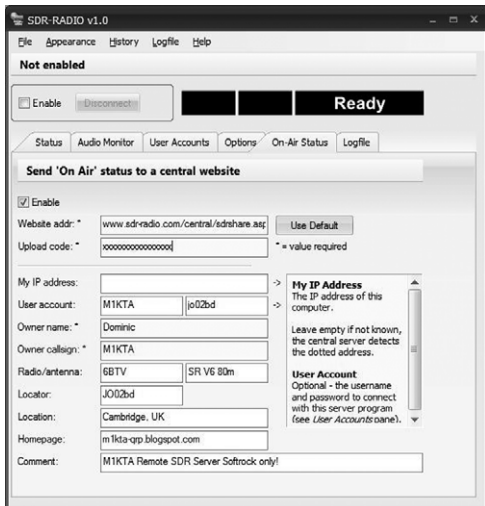 SDR-RADIO v1.0
File Appearance History Logfile Help
Not enabled
Enable Disconnect Ready
Status Audio Monitor User Accounts Options On-Air Status Logfile
Send 'On Air' status to a central website
Enable
Website addr: * www.sdr-radio.com/central/sdrshare.asp Use Default
Upload code: * xxxxxxxxxxxxxxxx * = value required
My IP address: ->
User account: M1KTA jo02bd ->
Owner name: * Dominic
Owner callsign: * M1KTA
Radio/antenna: 6BTV SR V6 80m
Locator: JO02bd
Location: Cambridge, UK
Homepage: m1kta-qrp.blogspot.com
Comment: M1KTA Remote SDR Server Softrock only!
My IP Address
The IP address of this
computer.
Leave empty if not known,
the central server detects
the dotted address.
User Account
Optional - the username
and password to connect
with this server program
(see User Accounts pane).